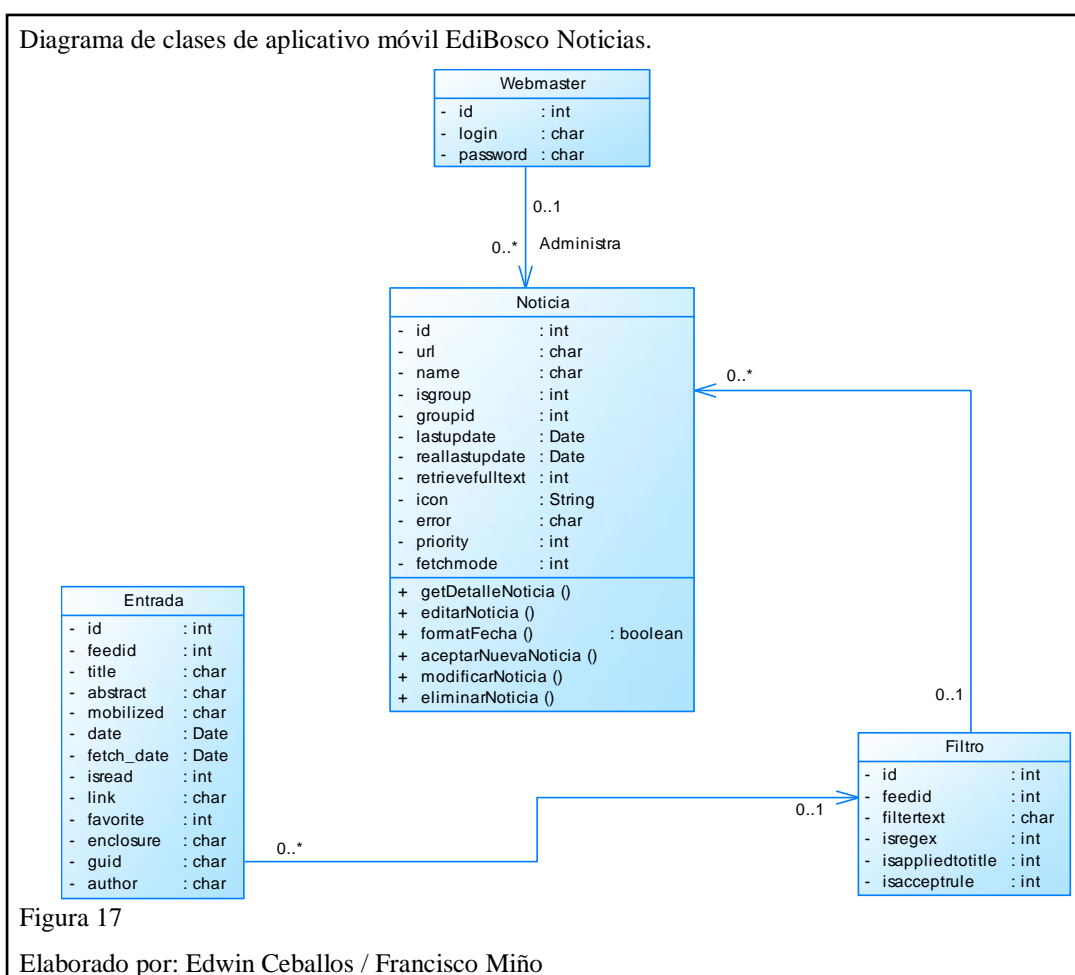 Diagrama de clases de aplicativo móvil EdiBosco Noticias.
Webmaster
- id : int
- login : char
- password : char
0..1
0..* Administra
Noticia
- id : int
- url : char
- name : char
- isgroup : int
- groupid : int
- lastupdate : Date
- reallastupdate : Date
- retrievefulltext : int
- icon : String
- error : char
- priority : int
- fetchmode : int
+ getDetalleNoticia ()
+ editarNoticia ()
+ formatFecha () : boolean
+ aceptarNuevaNoticia ()
+ modificarNoticia ()
+ eliminarNoticia ()
0..*
0..1
Entrada
- id : int
- feedid : int
- title : char
- abstract : char
- mobilized : char
- date : Date
- fetch_date : Date
- isread : int
- link : char
- favorite : int
- enclosure : char
- guid : char
- author : char
0..*
0..1
Filtro
- id : int
- feedid : int
- filtertext : char
- isregex : int
- isappliedtotitle : int
- isacceptrule : int
Figura 17
Elaborado por: Edwin Ceballos / Francisco Miño